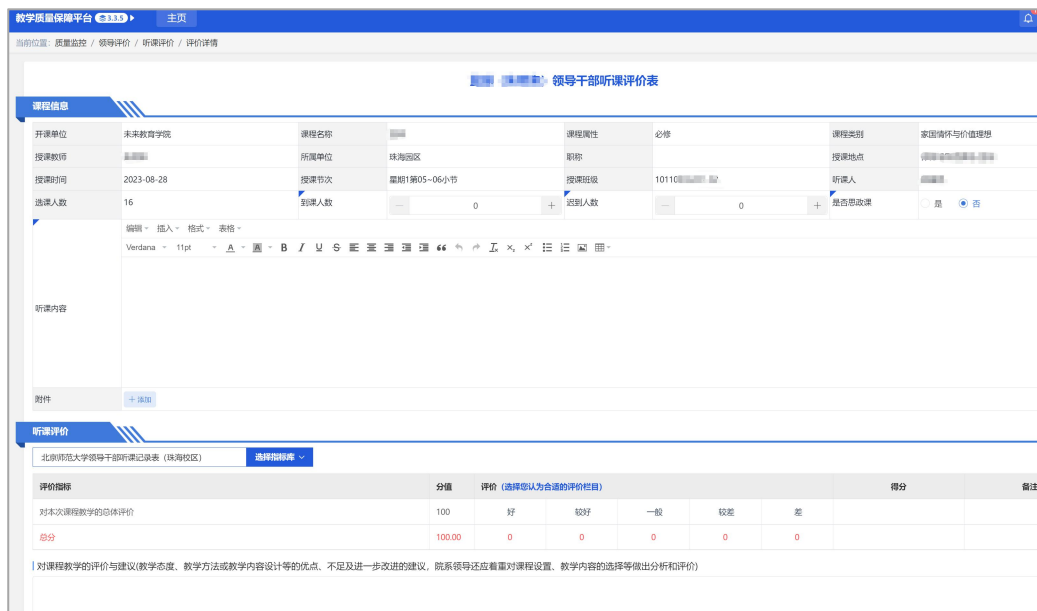 教学质量保障平台 3.3.5 主页
当前位置: 质量监控 / 领导评价 / 听课评价 / 评价详情
领导干部听课评价表
课程信息
开课单位 未来教育学院 课程名称 课程属性 必修 课程类别 家国情怀与价值理想
授课教师 所属单位 珠海园区 职称 授课地点
授课时间 2023-08-28 授课节次 星期1第05~06小节 授课班级 10110 听课人
选课人数 16 到课人数 — 0 + 迟到人数 — 0 + 是否思政课 是 否
编辑 插入 格式 表格
Verdana 11pt A A B I U S
听课内容
附件 + 添加
听课评价
北京师范大学领导干部听课记录表（珠海校区） 选择指标库
评价指标 分值 评价（选择您认为合适的评价栏目） 得分 备注
对本次课程教学的总体评价 100 好 较好 一般 较差 差
总分 100.00 0 0 0 0 0
对课程教学的评价与建议(教学态度、教学方法或教学内容设计等的优点、不足及进一步改进的建议，院系领导还应着重对课程设置、教学内容的选择等做出分析和评价)